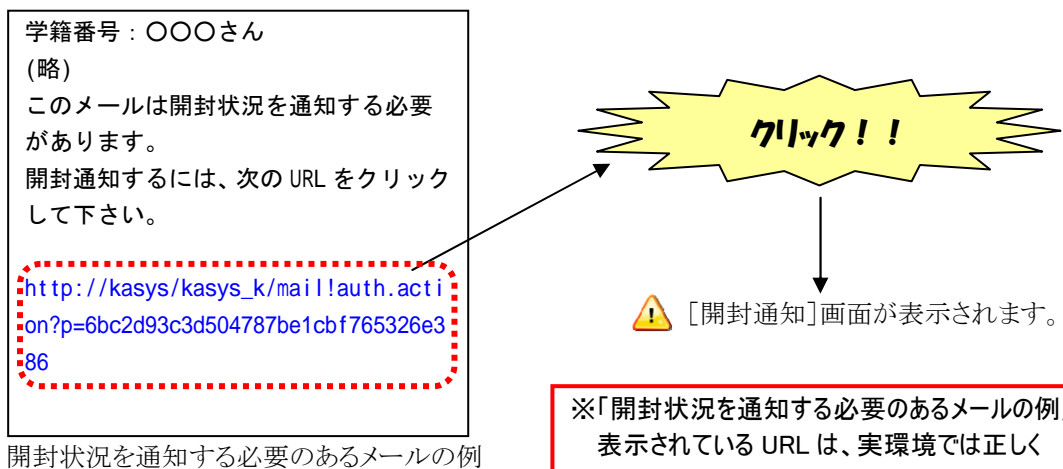 学籍番号：〇〇〇さん
(略)
このメールは開封状況を通知する必要
があります。
開封通知するには、次の URL をクリック
して下さい。
http://kasys/kasys_k/mail!auth.acti
on?p=6bc2d93c3d504787be1cbf765326e3
86
開封状況を通知する必要のあるメールの例
クリック！！
［開封通知］画面が表示されます。
※「開封状況を通知する必要のあるメールの例」
表示されている URL は、実環境では正しく